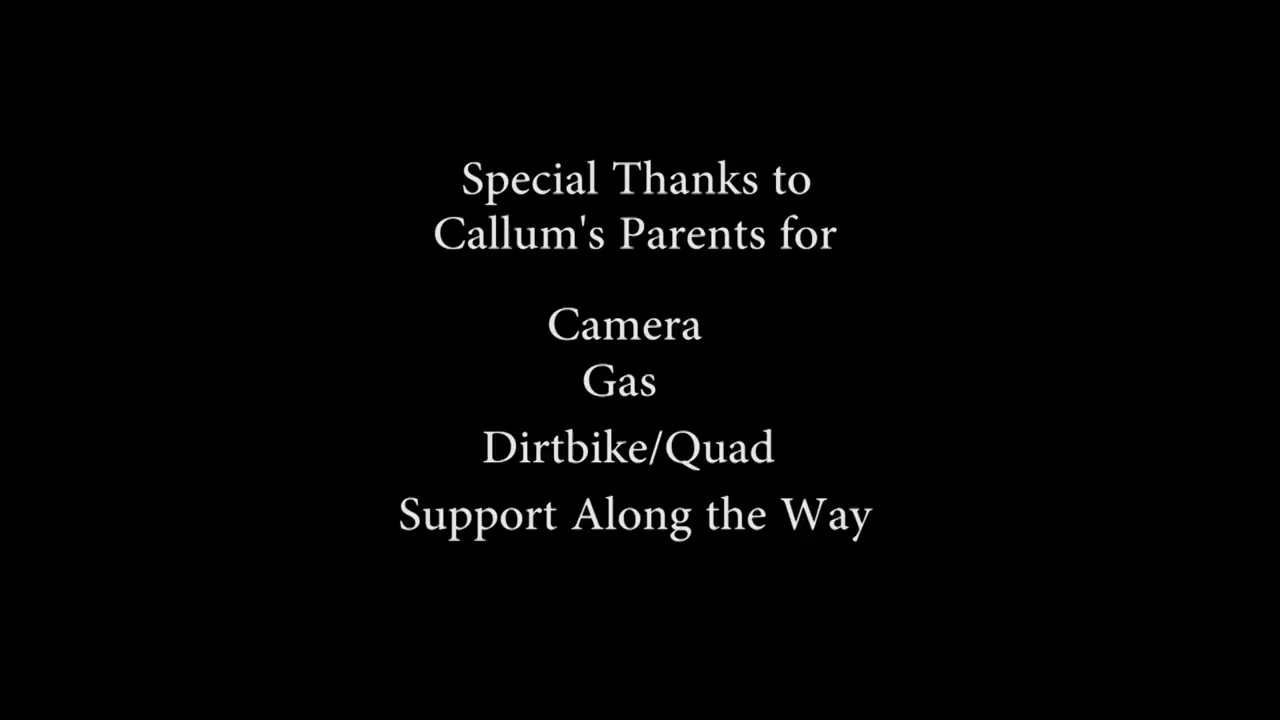 Special Thanks to
Callum's Parents for
Camera
Gas
Dirtbike/Quad
Support Along the Way